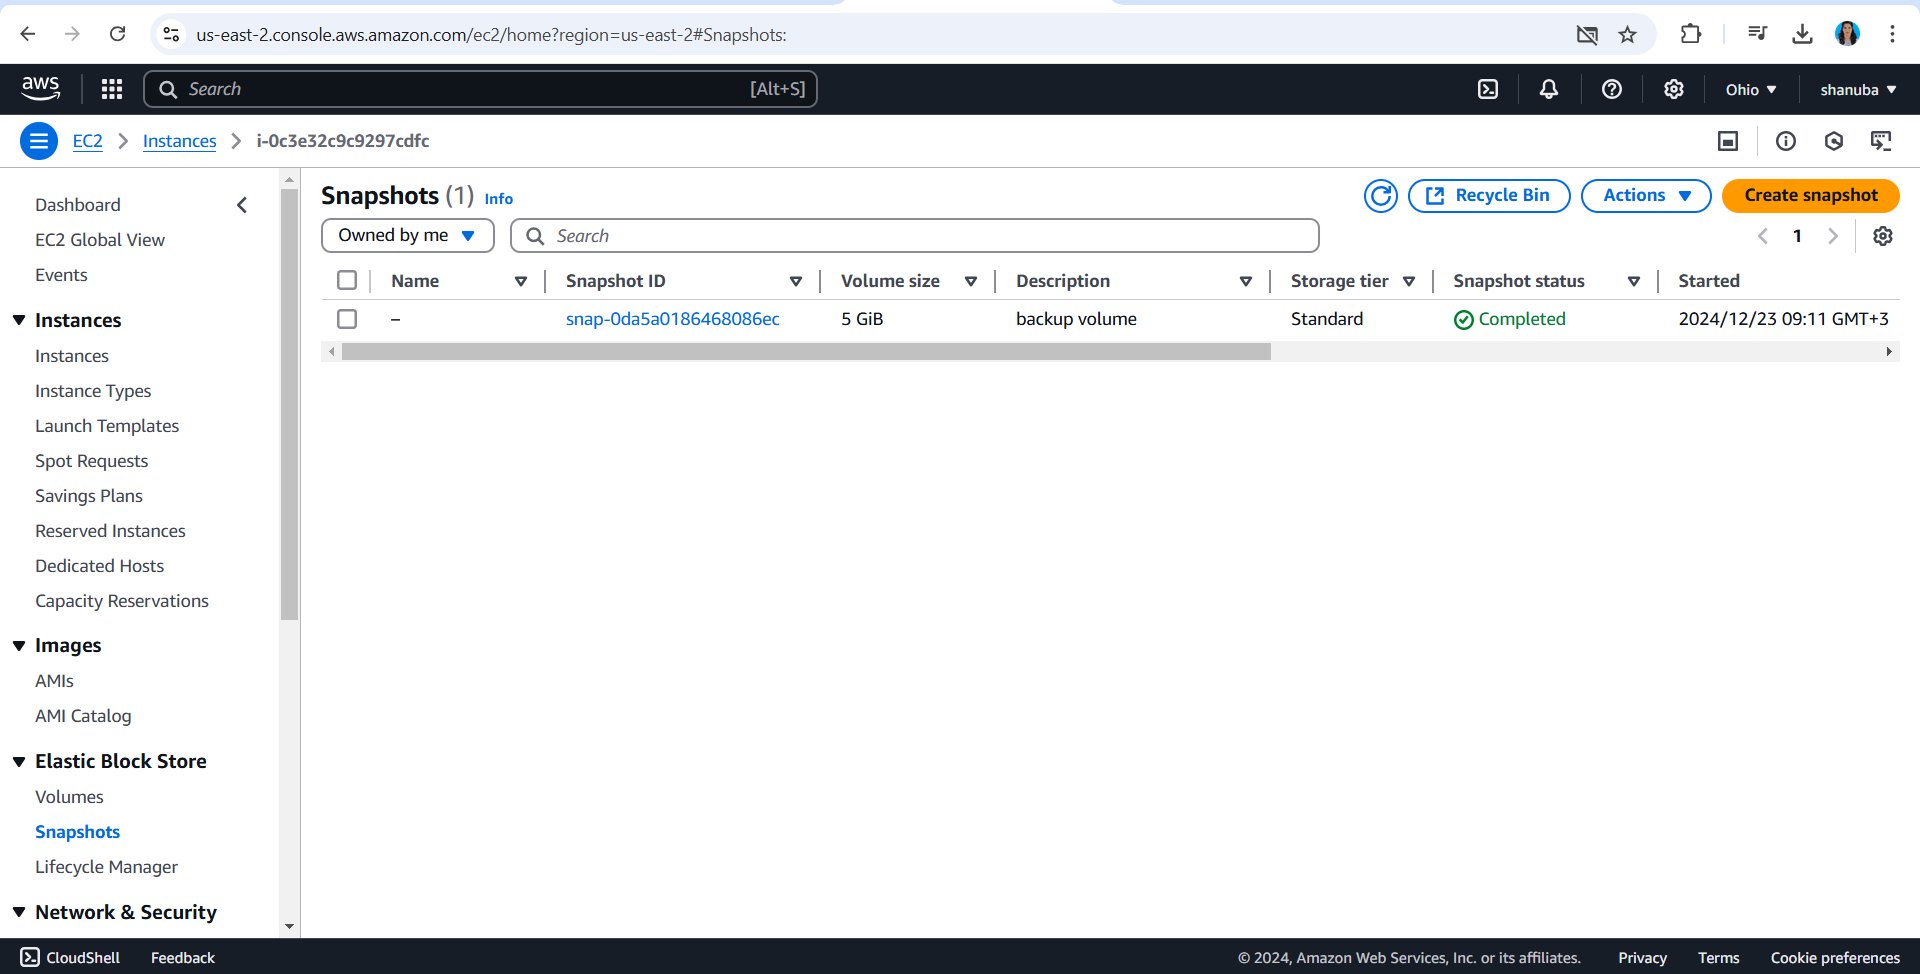 us-east-2.console.aws.amazon.com/ec2/home?region=us-east-2#Snapshots:
aws Search [Alt+S] Ohio ▼ shanuba ▼
EC2 > Instances > i-0c3e32c9c9297cdfc
Dashboard
EC2 Global View
Events
Instances
Instances
Instance Types
Launch Templates
Spot Requests
Savings Plans
Reserved Instances
Dedicated Hosts
Capacity Reservations
Images
AMIs
AMI Catalog
Elastic Block Store
Volumes
Snapshots
Lifecycle Manager
Network & Security
Snapshots (1) Info
Recycle Bin Actions Create snapshot
Owned by me Search 1
Name Snapshot ID Volume size Description Storage tier Snapshot status Started
– snap-0da5a0186468086ec 5 GiB backup volume Standard Completed 2024/12/23 09:11 GMT+3
CloudShell Feedback © 2024, Amazon Web Services, Inc. or its affiliates. Privacy Terms Cookie preferences